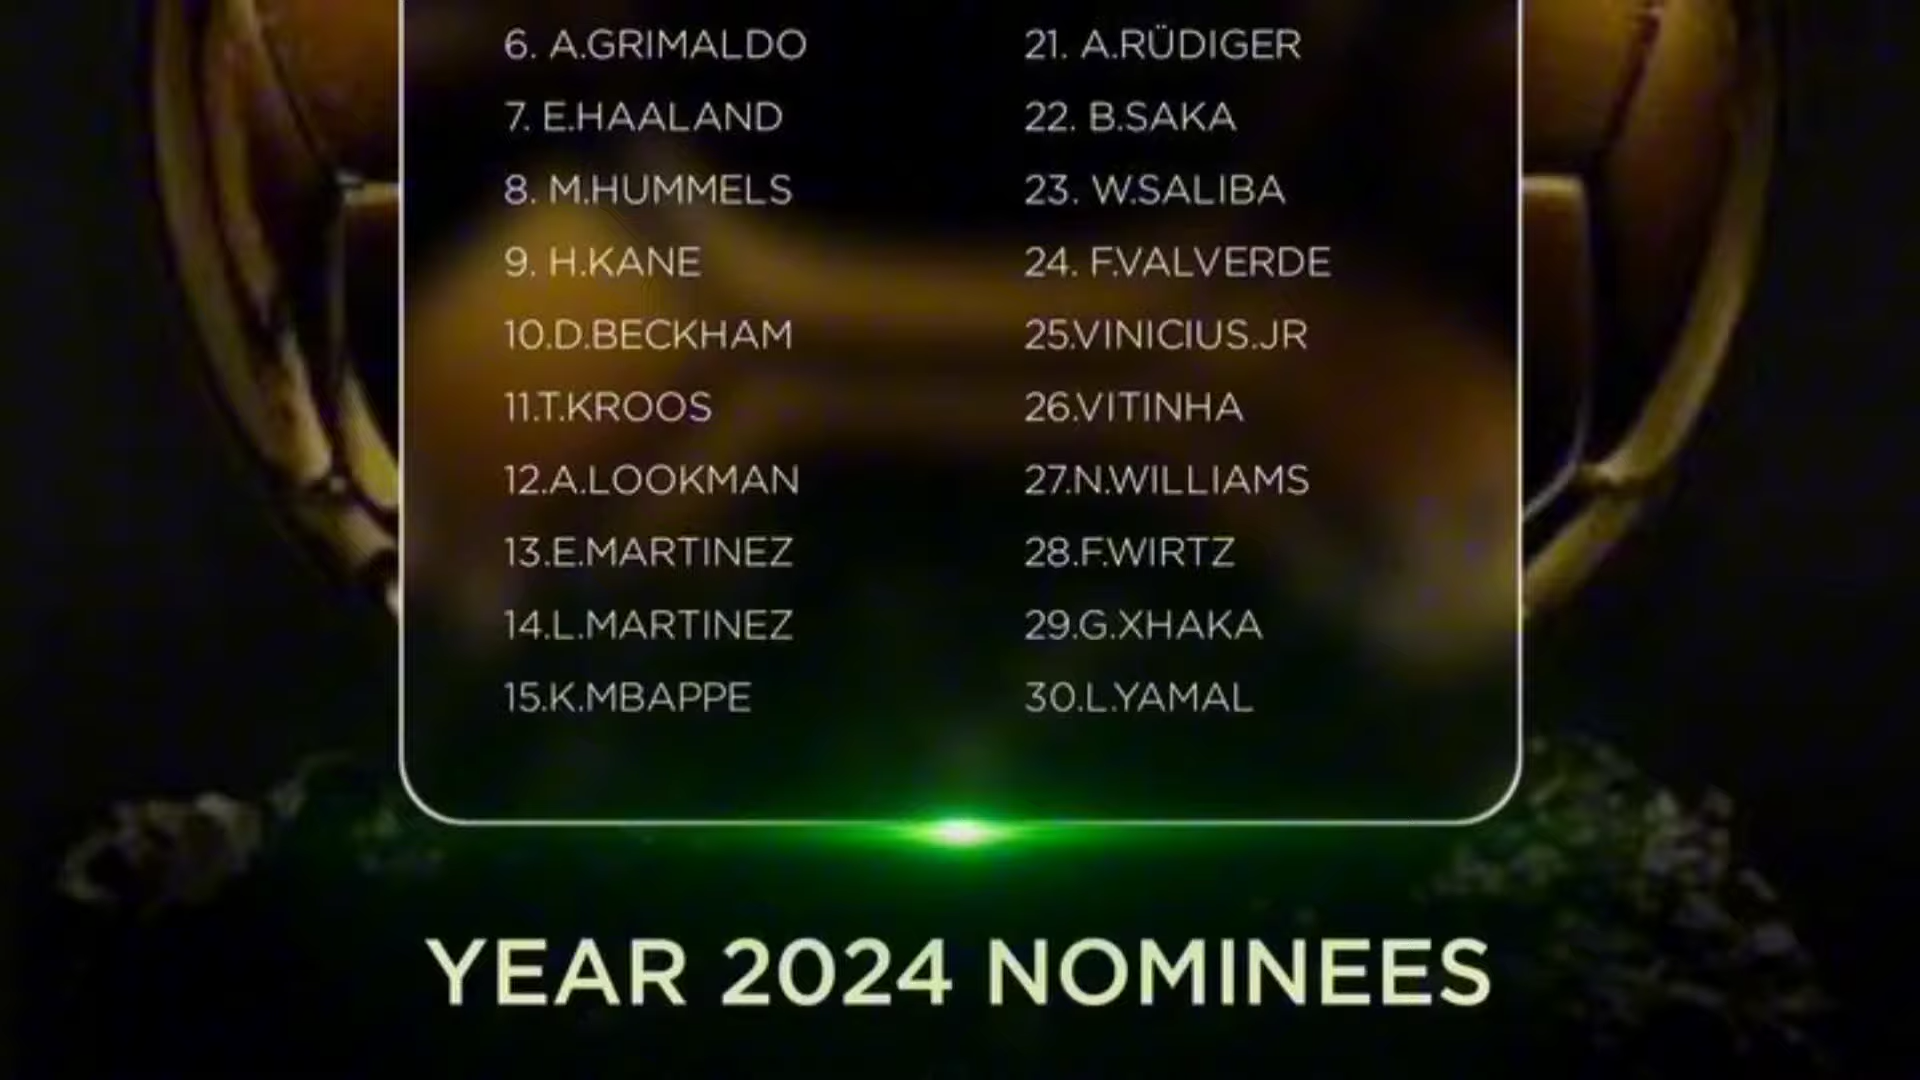 6. A.GRIMALDO
7. E.HAALAND
8. M.HUMMELS
9. H.KANE
10.D.BECKHAM
11.T.KROOS
12.A.LOOKMAN
13.E.MARTINEZ
14.L.MARTINEZ
15.K.MBAPPE
21. A.RÜDIGER
22. B.SAKA
23. W.SALIBA
24. F.VALVERDE
25.VINICIUS.JR
26.VITINHA
27.N.WILLIAMS
28.F.WIRTZ
29.G.XHAKA
30.L.YAMAL
YEAR 2024 NOMINEES